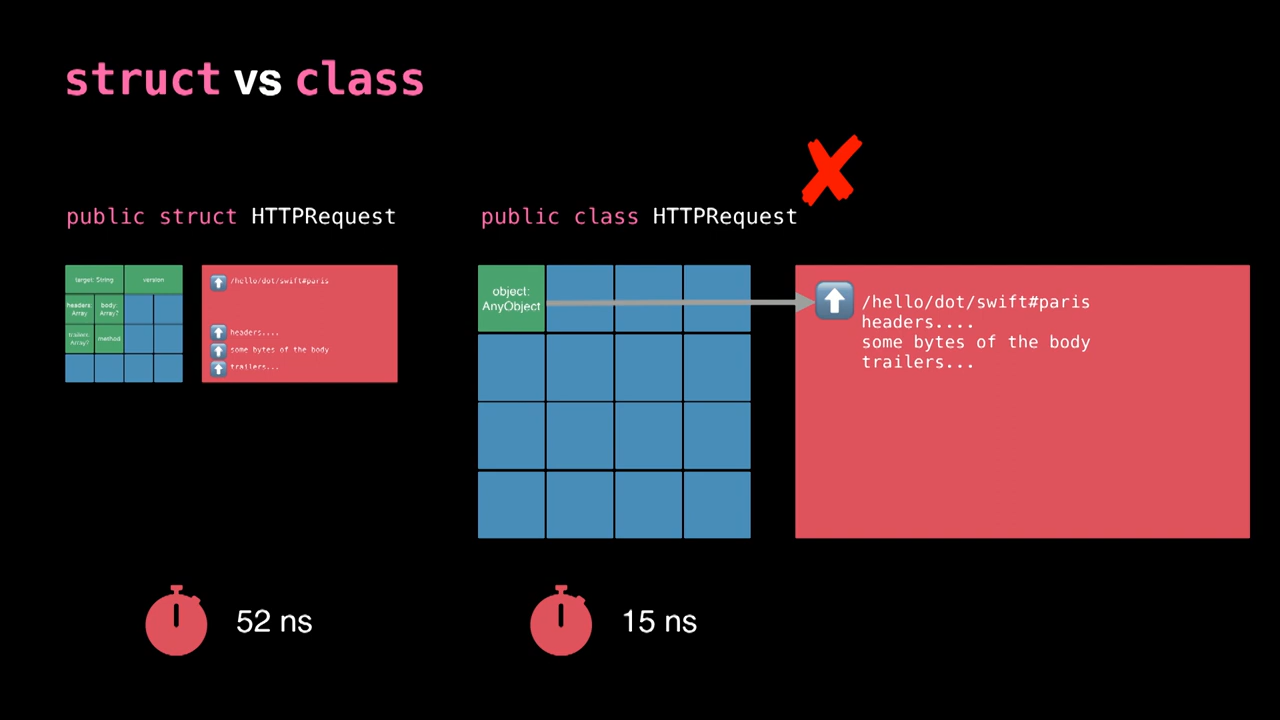 struct vs class
public struct HTTPRequest
target: String
version
headers:
Array
body:
Array?
trailers:
Array?
method
/hello/dot/swift#paris
headers....
some bytes of the body
trailers...
public class HTTPRequest
object:
AnyObject
/hello/dot/swift#paris
headers....
some bytes of the body
trailers...
52 ns
15 ns